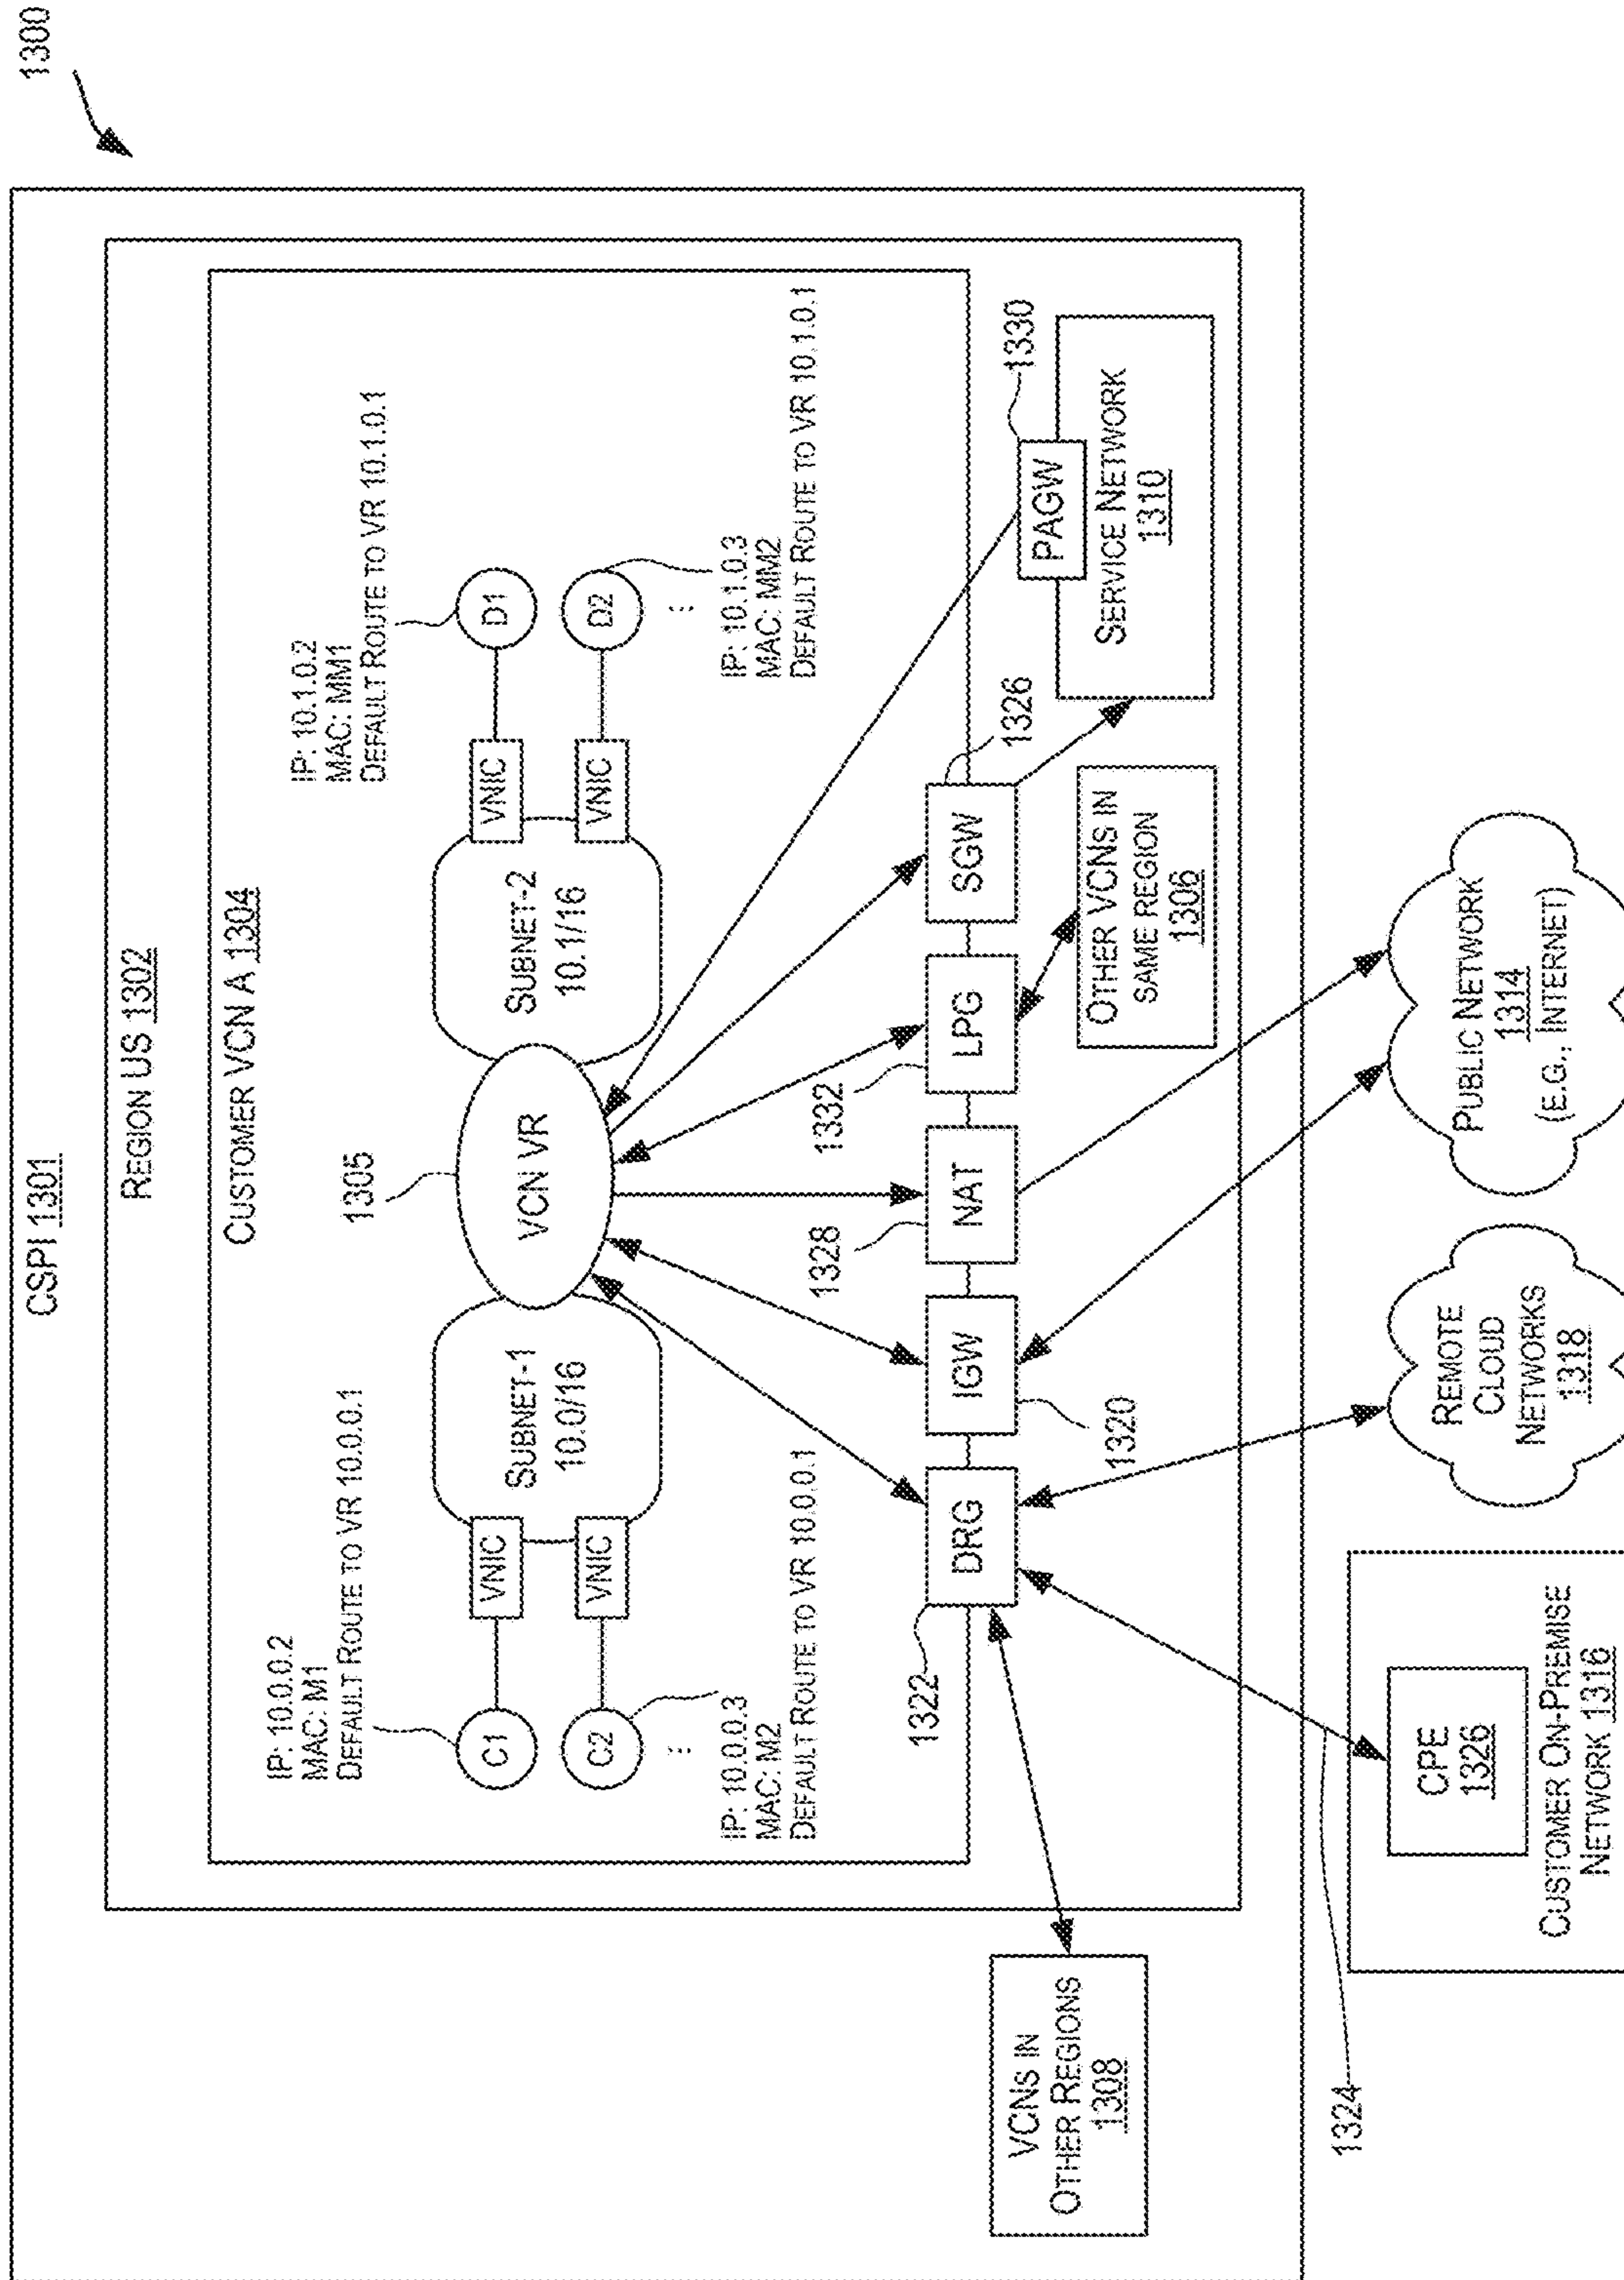 1300
CSPI 1301
REGION US 1302
CUSTOMER VCN A 1304
IP: 10.0.0.2
MAC: M1
DEFAULT ROUTE TO VR 10.0.0.1
1305
IP: 10.1.0.2
MAC: MM1
DEFAULT ROUTE TO VR 10.1.0.1
C1
VNIC
SUBNET-1
10.0/16
VCN VR
SUBNET-2
10.1/16
VNIC
D1
C2
VNIC
VNIC
D2
⋮
⋮
IP: 10.0.0.3
MAC: M2
DEFAULT ROUTE TO VR 10.0.0.1
IP: 10.1.0.3
MAC: MM2
DEFAULT ROUTE TO VR 10.1.0.1
1322
1328
1332
DRG
IGW
NAT
LPG
SGW
1326
1330
PAGW
SERVICE NETWORK
1310
1320
OTHER VCNS IN
SAME REGION
1306
VCNS IN
OTHER REGIONS
1308
1324
CPE
1326
CUSTOMER ON-PREMISE
NETWORK 1316
REMOTE
CLOUD
NETWORKS
1318
PUBLIC NETWORK
1314
(E.G., INTERNET)